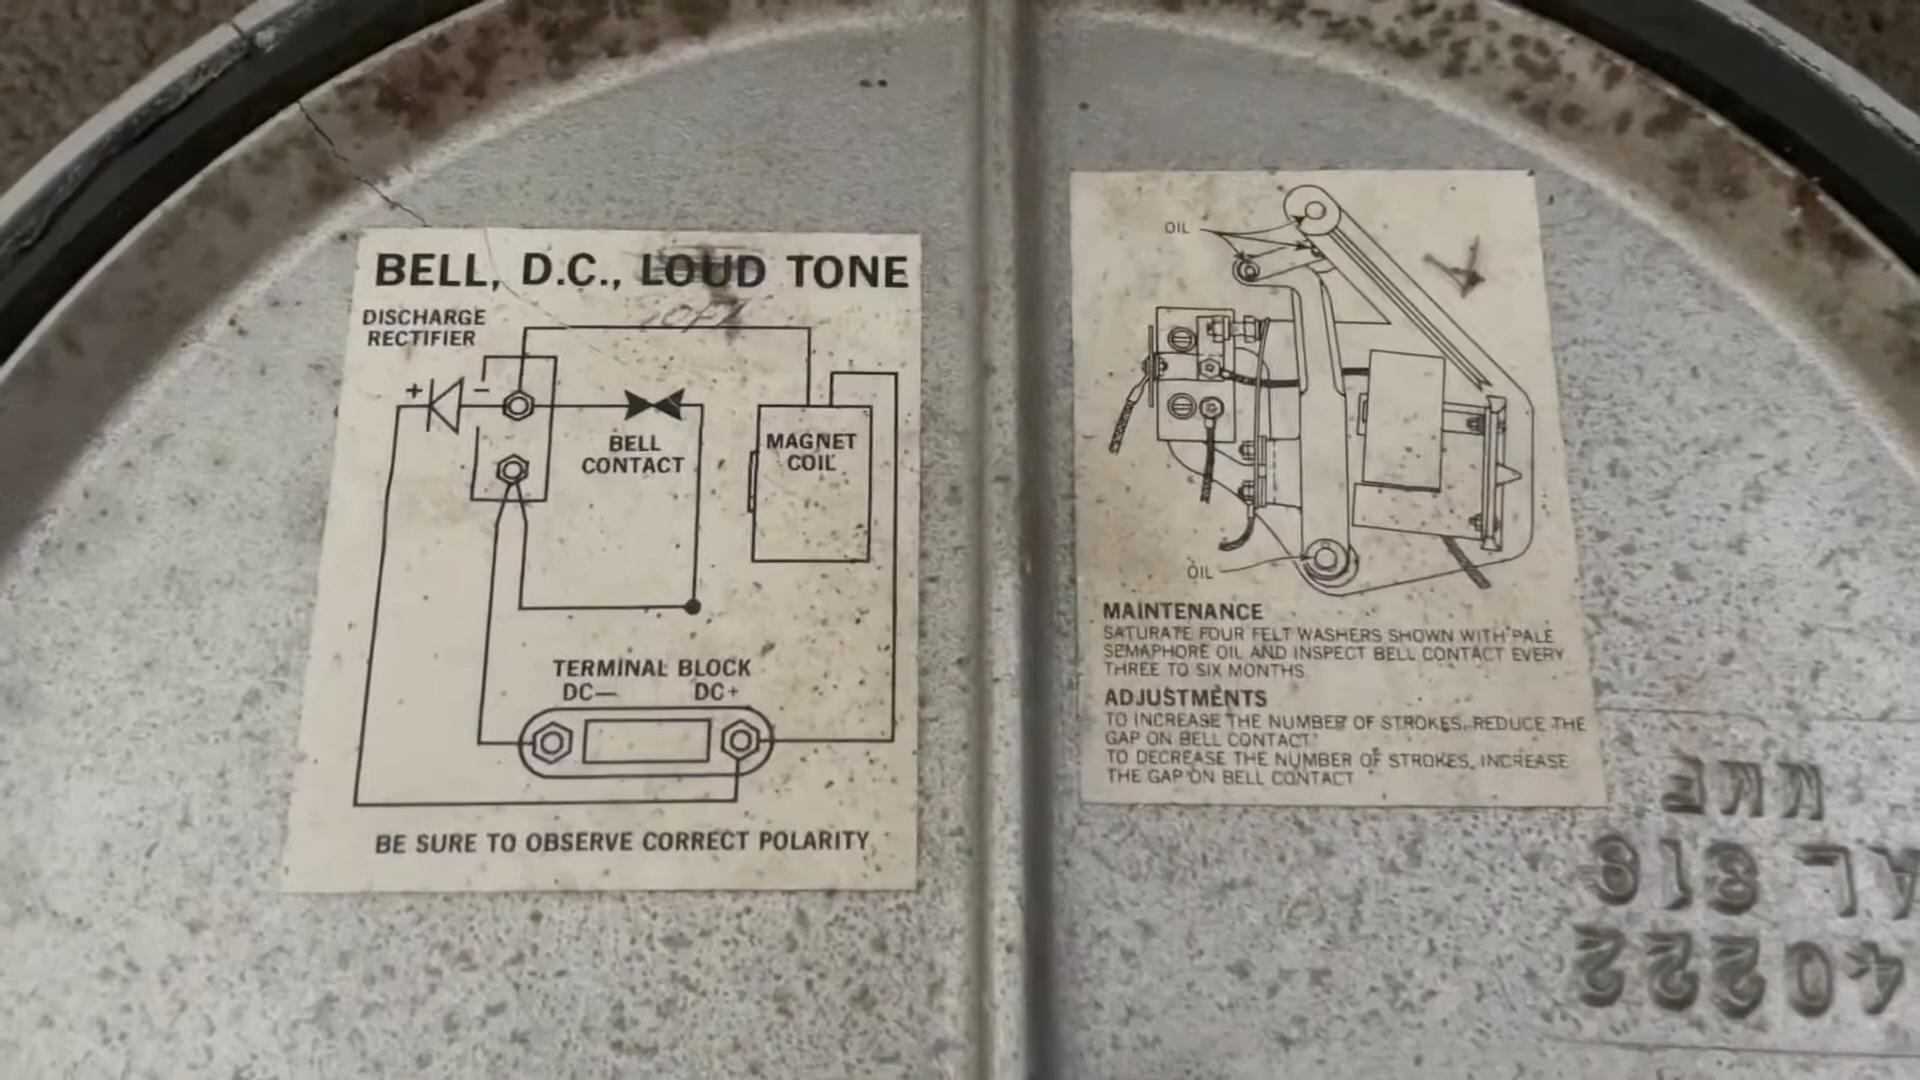 BELL, D.C., LOUD TONE
DISCHARGE
RECTIFIER
+ −
BELL
CONTACT
MAGNET
COIL
TERMINAL BLOCK
DC— DC+
BE SURE TO OBSERVE CORRECT POLARITY
OIL
OIL
MAINTENANCE
SATURATE FOUR FELT WASHERS SHOWN WITH PALE
SEMAPHORE OIL AND INSPECT BELL CONTACT EVERY
THREE TO SIX MONTHS
ADJUSTMENTS
TO INCREASE THE NUMBER OF STROKES, REDUCE THE
GAP ON BELL CONTACT
TO DECREASE THE NUMBER OF STROKES, INCREASE
THE GAP ON BELL CONTACT
40222